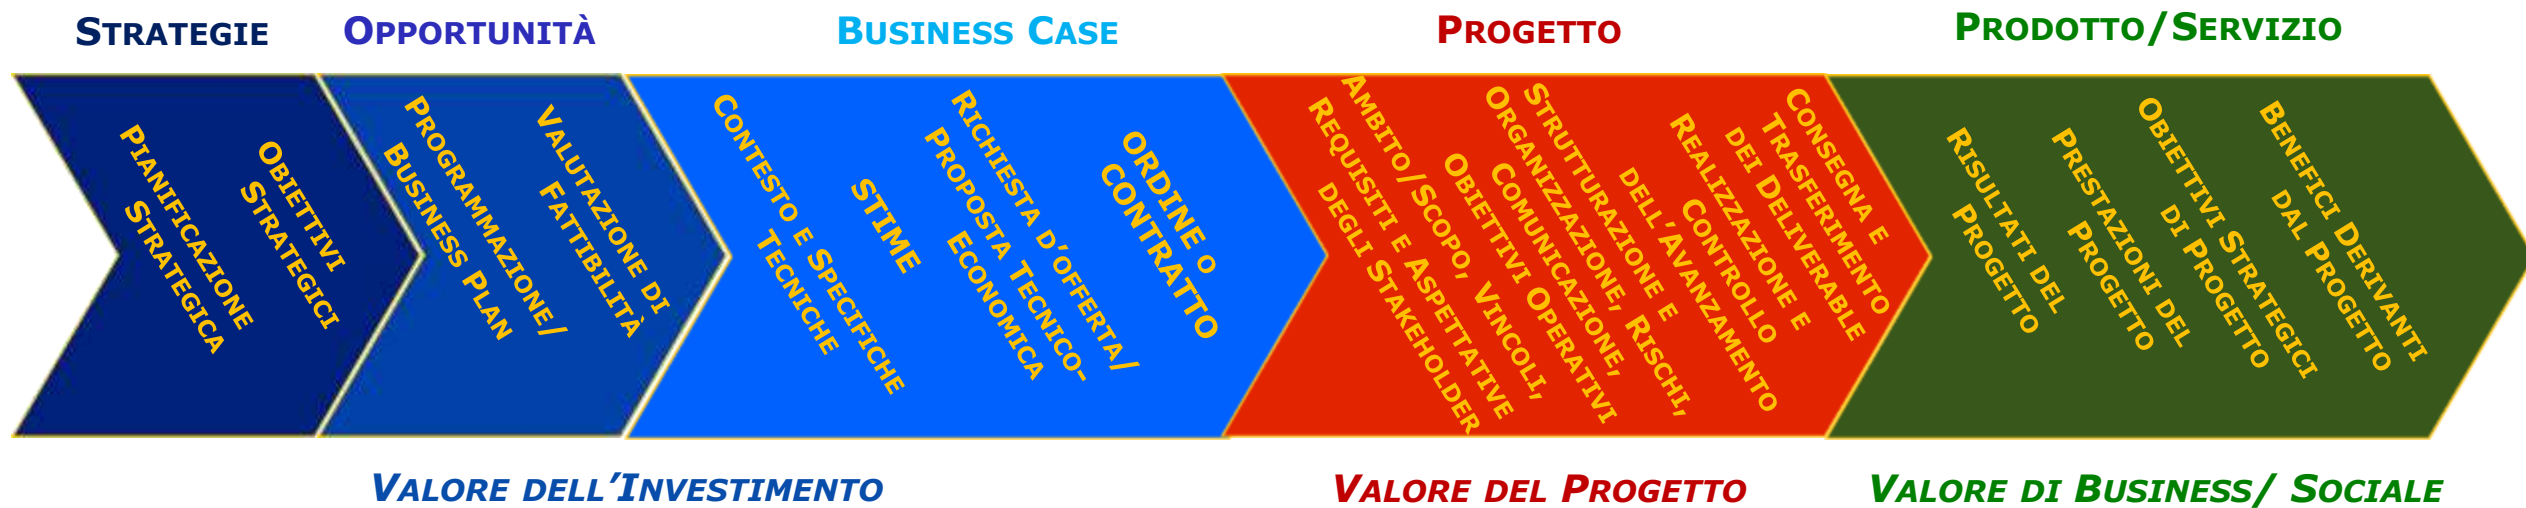 Strategie
Opportunità
Business Case
Progetto
Prodotto/Servizio
Pianificazione
Strategica
Obiettivi
Strategici
Programmazione/
Business Plan
Valutazione di
Fattibilità
Contesto e Specifiche
Tecniche
STIME
Richiesta d’offerta/
Proposta Tecnico-
Economica
ORDINE o
CONTRATTO
Requisiti e Aspettative
degli Stakeholder
Ambito/Scopo, Vincoli,
Obiettivi Operativi
Organizzazione, Rischi,
Comunicazione,
Strutturazione e
dell’Avanzamento
Realizzazione e
Controllo
dei Deliverable
Consegna e
Trasferimento
Risultati del
Progetto
Prestazioni del
Progetto
Obiettivi Strategici
di Progetto
Benefici Derivanti
dal Progetto
Valore dell’Investimento
Valore del Progetto
Valore di Business/ Sociale